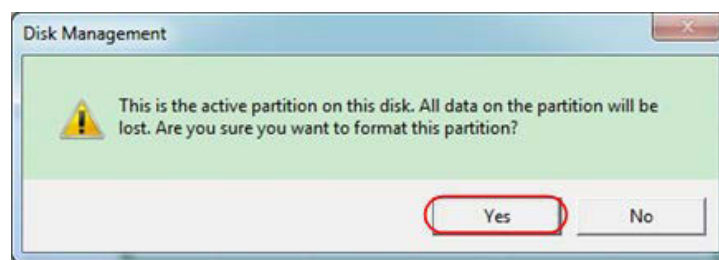 Disk Management
This is the active partition on this disk. All data on the partition will be
lost. Are you sure you want to format this partition?
Yes No